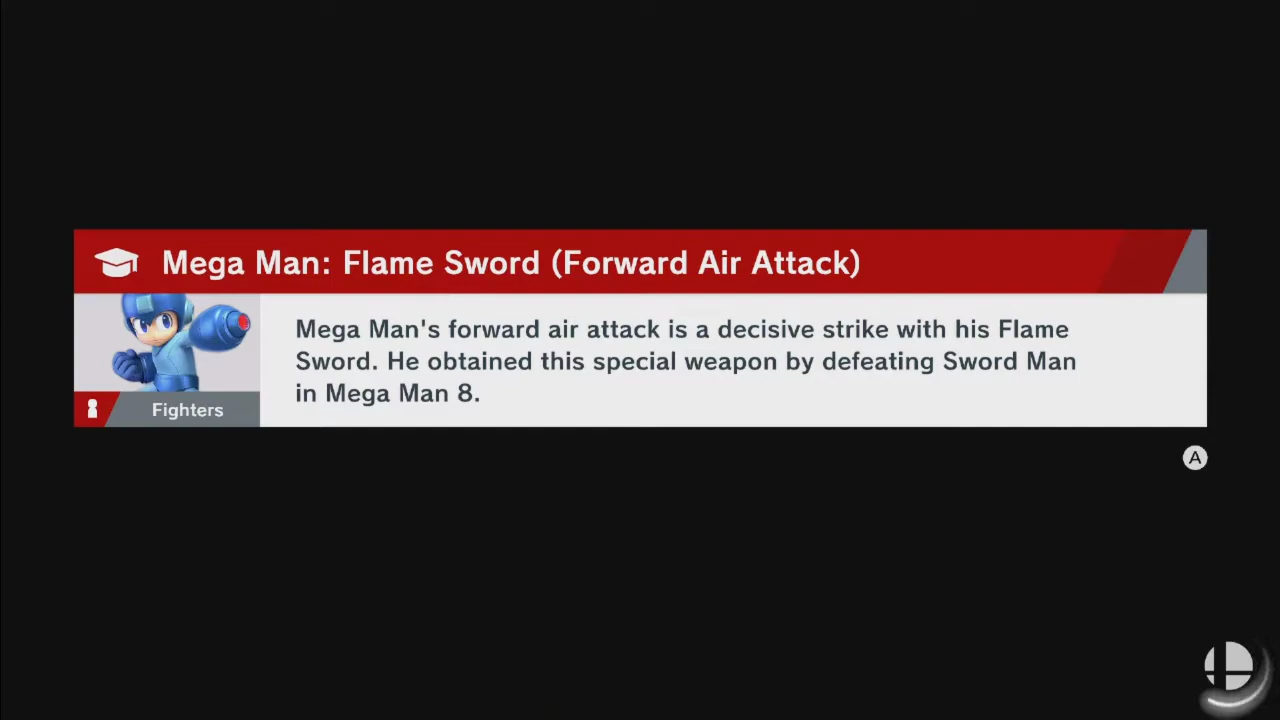 Mega Man: Flame Sword (Forward Air Attack)
Mega Man's forward air attack is a decisive strike with his Flame
Sword. He obtained this special weapon by defeating Sword Man
in Mega Man 8.
Fighters
A